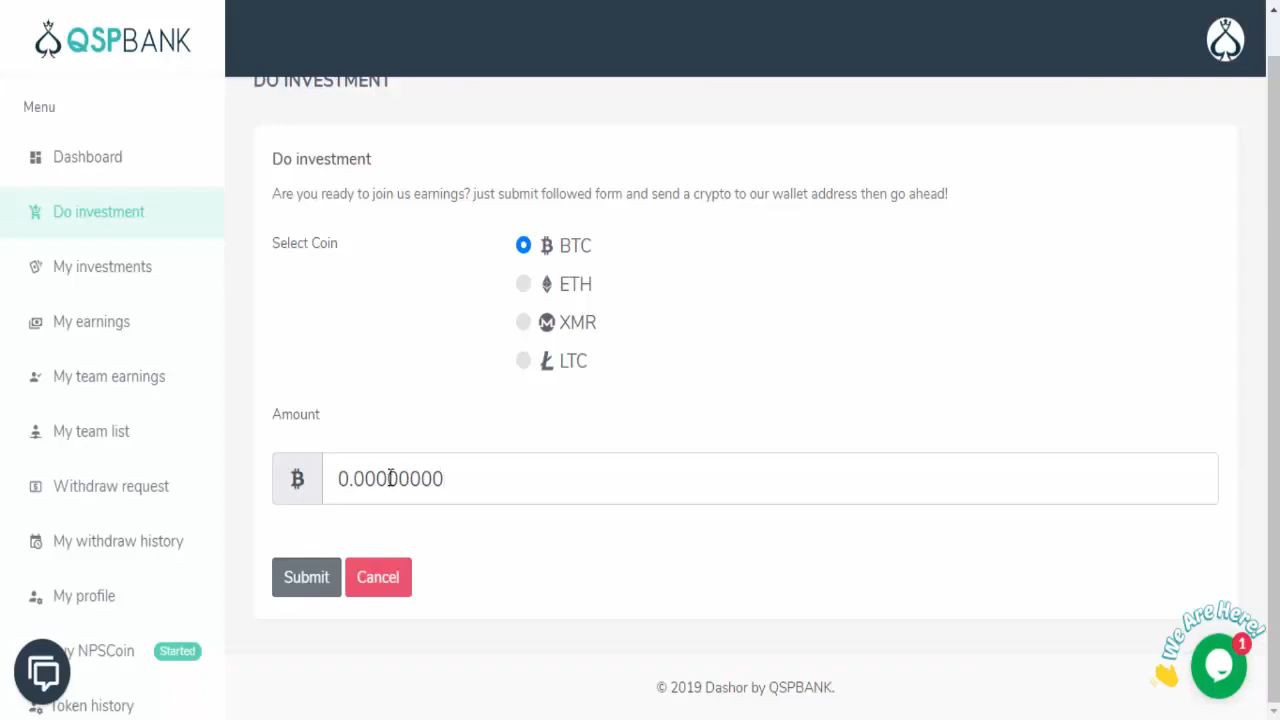 QSPBANK
Menu
Dashboard
Do investment
My investments
My earnings
My team earnings
My team list
Withdraw request
My withdraw history
My profile
NPSCoin Started
Token history
DO INVESTMENT
Do investment
Are you ready to join us earnings? just submit followed form and send a crypto to our wallet address then go ahead!
Select Coin
BTC
ETH
XMR
LTC
Amount
0.00000000
Submit Cancel
We Are Here!
1
© 2019 Dashor by QSPBANK.